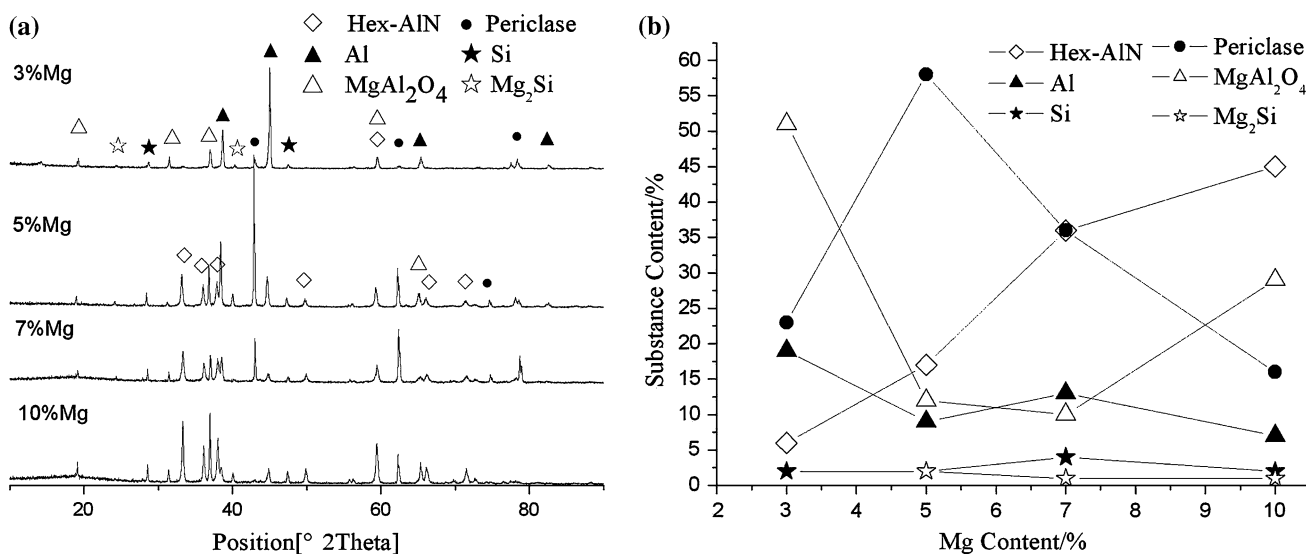 (a)
Hex-AlN
Periclase
Al
Si
MgAl2O4
Mg2Si
3%Mg
5%Mg
7%Mg
10%Mg
20
40
60
80
Position[° 2Theta]
(b)
Hex-AlN
Periclase
Al
MgAl2O4
Si
Mg2Si
60
55
50
45
40
35
30
25
20
15
10
5
0
Substance Content/%
2
3
4
5
6
7
8
9
10
Mg Content/%